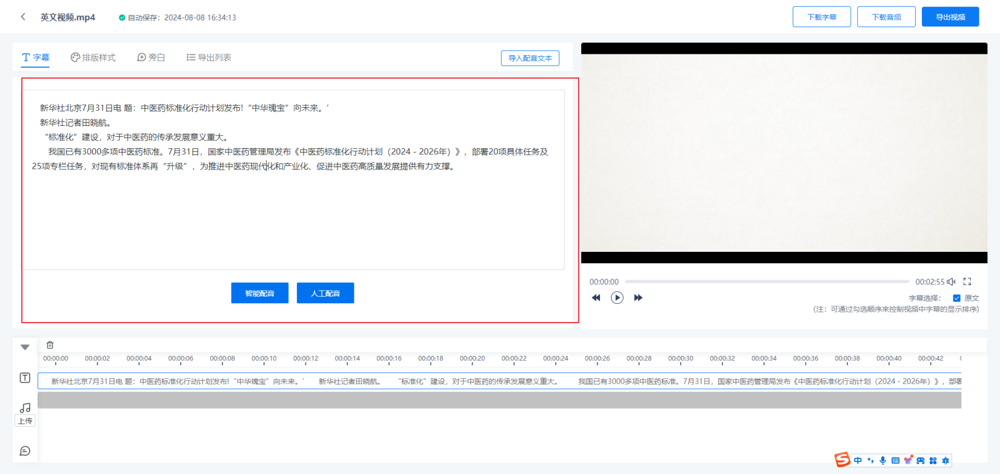 英文视频.mp4
自动保存：2024-08-08 16:34:13
下载字幕
下载音频
导出视频
字幕
排版样式
旁白
导出列表
导入配音文本
新华社北京7月31日电 题：中医药标准化行动计划发布！“中华瑰宝”向未来。‘
新华社记者田晓航。
“标准化”建设，对于中医药的传承发展意义重大。
我国已有3000多项中医药标准。7月31日，国家中医药管理局发布《中医药标准化行动计划（2024 - 2026年）》，部署20项具体任务及
25项专栏任务，对现有标准体系再“升级”，为推进中医药现代化和产业化、促进中医药高质量发展提供有力支撑。
智能配音
人工配音
00:00:00
00:02:55
字幕选择：
原文
(注：可通过勾选顺序来控制视频中字幕的显示排序)
00:00:00 00:00:02 00:00:04 00:00:06 00:00:08 00:00:10 00:00:12 00:00:14 00:00:16 00:00:18 00:00:20 00:00:22 00:00:24 00:00:26 00:00:28 00:00:30 00:00:32 00:00:34 00:00:36 00:00:38 00:00:40 00:00:42
新华社北京7月31日电 题：中医药标准化行动计划发布！“中华瑰宝”向未来。‘ 新华社记者田晓航。 “标准化”建设，对于中医药的传承发展意义重大。 我国已有3000多项中医药标准。7月31日，国家中医药管理局发布《中医药标准化行动计划（2024 - 2026年）》，部署
上传
中